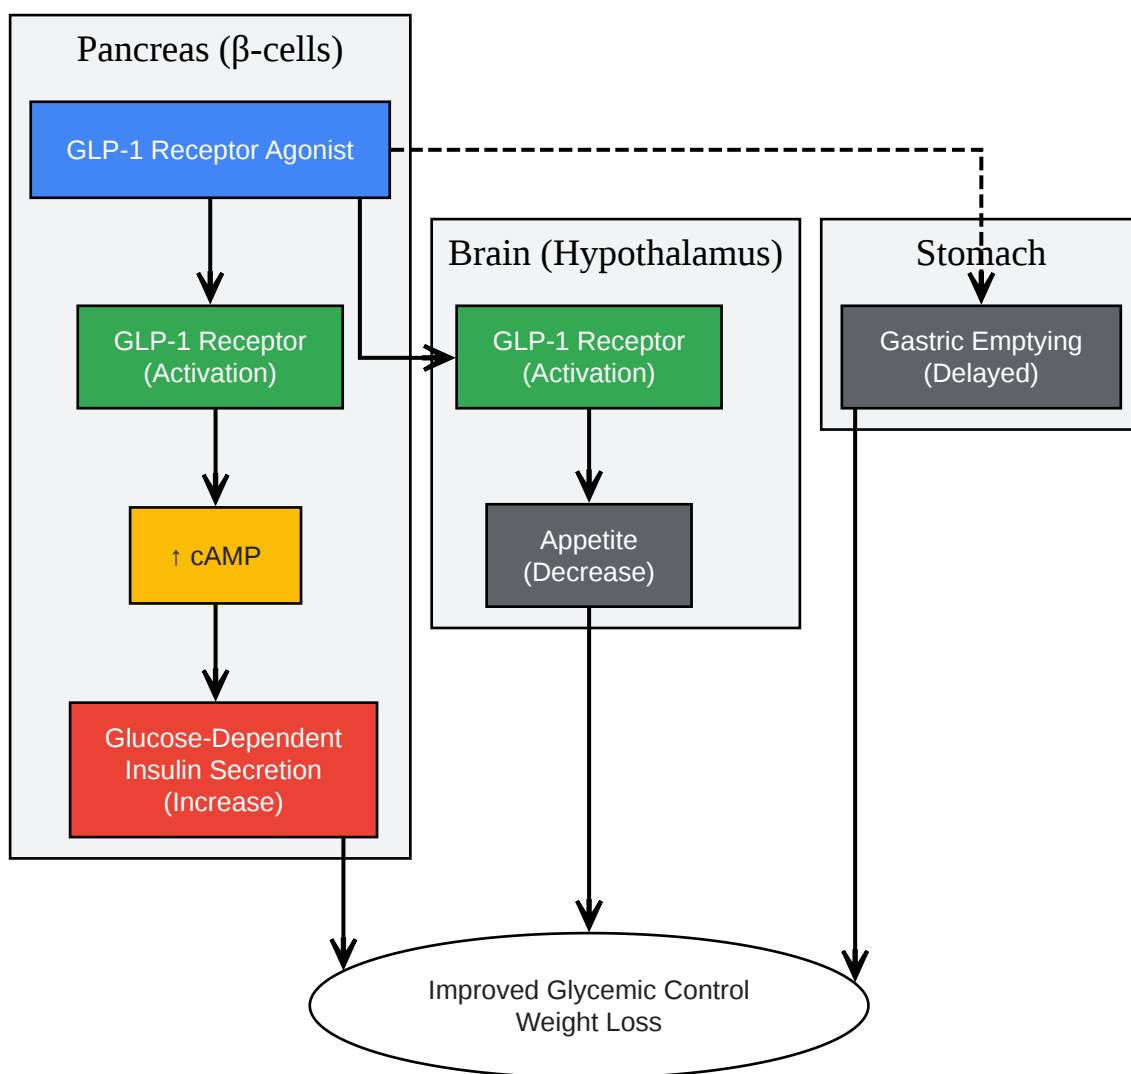 Pancreas (β-cells)
GLP-1 Receptor Agonist
GLP-1 Receptor
(Activation)
↑ cAMP
Glucose-Dependent
Insulin Secretion
(Increase)
Brain (Hypothalamus)
GLP-1 Receptor
(Activation)
Appetite
(Decrease)
Stomach
Gastric Emptying
(Delayed)
Improved Glycemic Control
Weight Loss